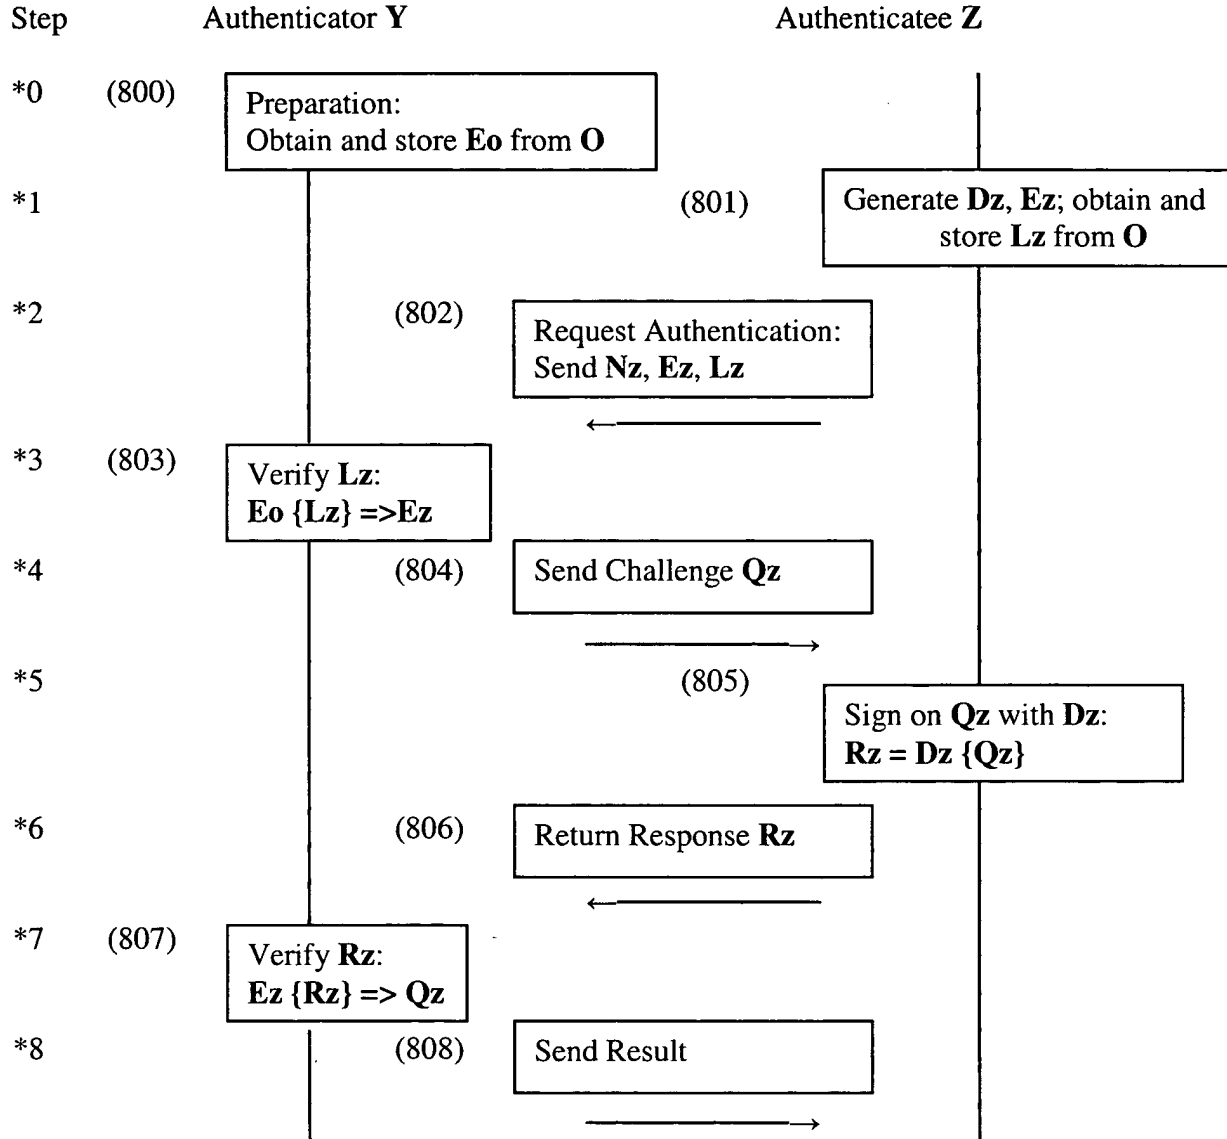 Step Authenticator Y Authenticatee Z
*0 (800) Preparation:
Obtain and store Eo from O
*1 (801) Generate Dz, Ez; obtain and
store Lz from O
*2 (802) Request Authentication:
Send Nz, Ez, Lz
←
*3 (803) Verify Lz:
Eo {Lz} =>Ez
*4 (804) Send Challenge Qz
→
*5 (805) Sign on Qz with Dz:
Rz = Dz {Qz}
*6 (806) Return Response Rz
←
*7 (807) Verify Rz:
Ez {Rz} => Qz
*8 (808) Send Result
→